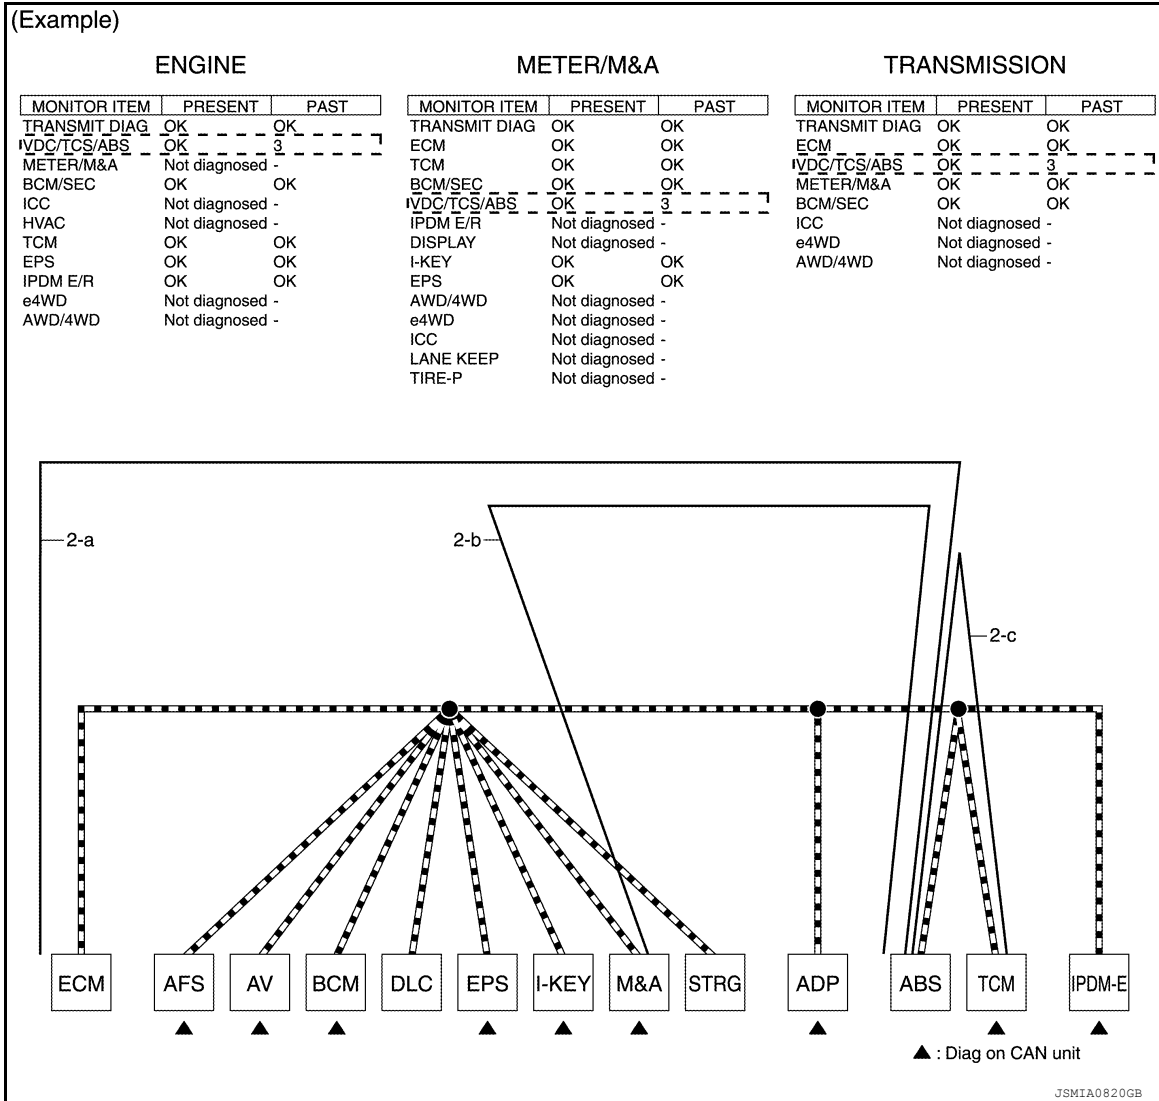 (Example)
ENGINE
MONITOR ITEM PRESENT PAST
TRANSMIT DIAG OK OK
VDC/TCS/ABS OK 3
METER/M&A Not diagnosed -
BCM/SEC OK OK
ICC Not diagnosed -
HVAC Not diagnosed -
TCM OK OK
EPS OK OK
IPDM E/R OK OK
e4WD Not diagnosed -
AWD/4WD Not diagnosed -
METER/M&A
MONITOR ITEM PRESENT PAST
TRANSMIT DIAG OK OK
ECM OK OK
TCM OK OK
BCM/SEC OK OK
VDC/TCS/ABS OK 3
IPDM E/R Not diagnosed -
DISPLAY Not diagnosed -
I-KEY OK OK
EPS OK OK
AWD/4WD Not diagnosed -
e4WD Not diagnosed -
ICC Not diagnosed -
LANE KEEP Not diagnosed -
TIRE-P Not diagnosed -
TRANSMISSION
MONITOR ITEM PRESENT PAST
TRANSMIT DIAG OK OK
ECM OK OK
VDC/TCS/ABS OK 3
METER/M&A OK OK
BCM/SEC OK OK
ICC Not diagnosed -
e4WD Not diagnosed -
AWD/4WD Not diagnosed -
2-a
2-b
2-c
ECM AFS AV BCM DLC EPS I-KEY M&A STRG ADP ABS TCM IPDM-E
▲ : Diag on CAN unit
JSMIA0820GB